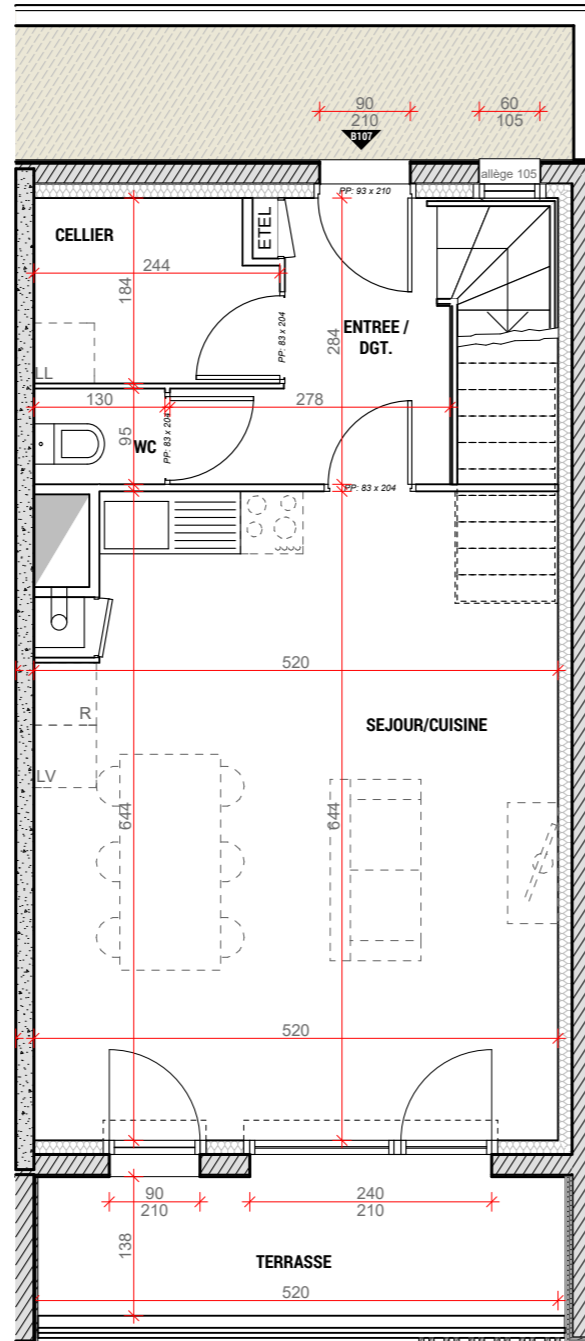 90
210
B107
60
105
allège 105
PP: 93 x 210
ETEL
CELLIER
244
184
284
ENTREE /
DGT.
PP: 83 x 204
LL
130
278
95
WC
PP: 83 x 204
PP: 83 x 204
520
R
SEJOUR/CUISINE
LV
644
644
520
90
210
240
210
138
TERRASSE
520